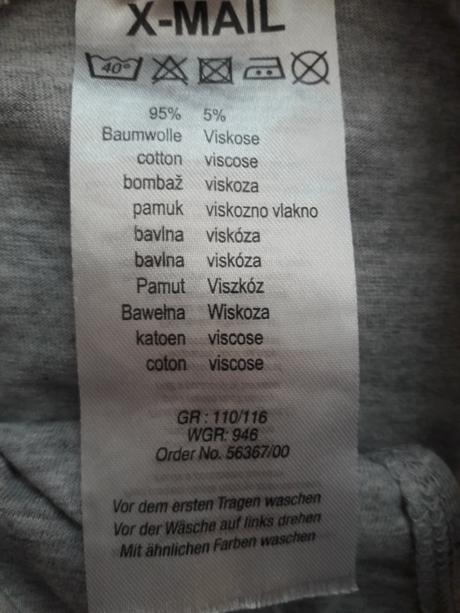 X-MAIL
40°
95% 5%
Baumwolle Viskose
cotton viscose
bombaž viskoza
pamuk viskozno vlakno
bavlna viskóza
bavlna viskóza
Pamut Viszkóz
Bawełna Wiskoza
katoen viscose
coton viscose
GR : 110/116
WGR: 946
Order No. 56367/00
Vor dem ersten Tragen waschen
Vor der Wäsche auf links drehen
Mit ähnlichen Farben waschen